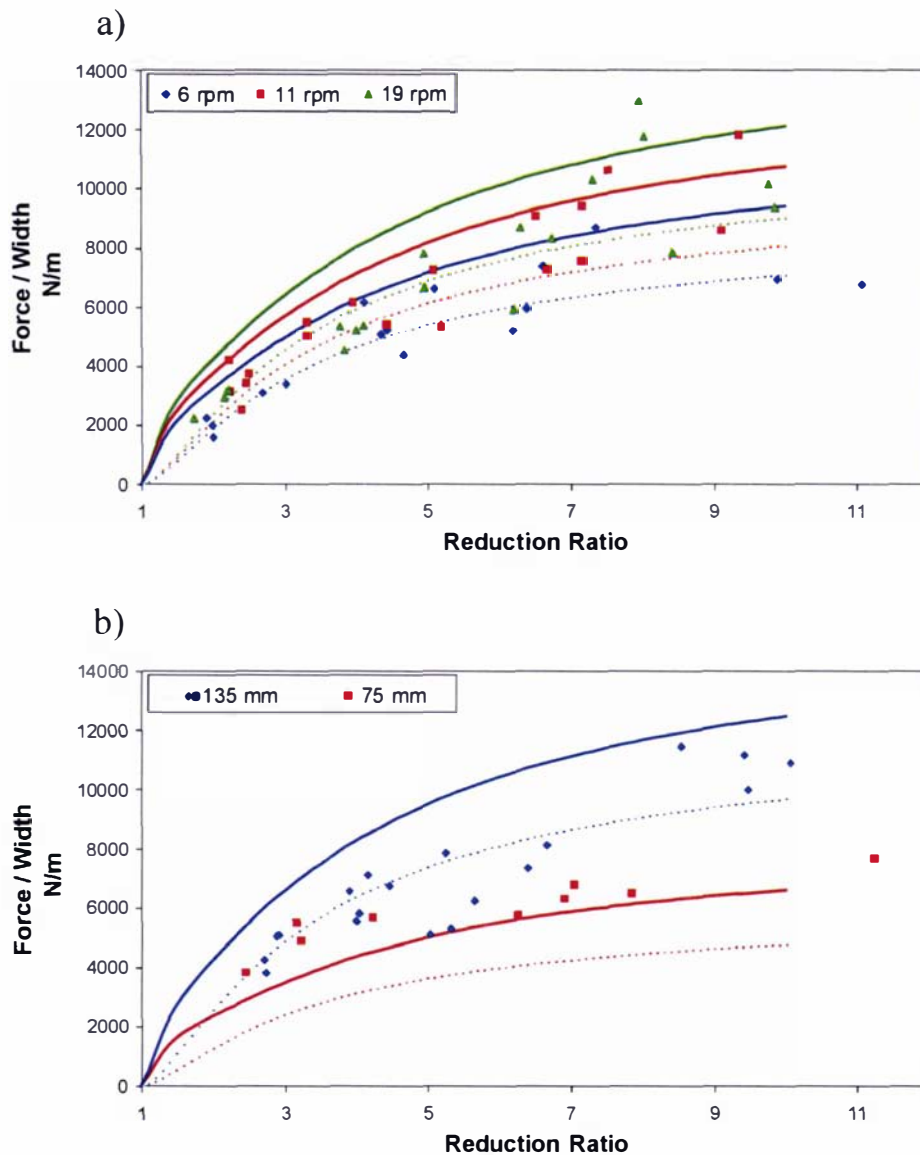 a)
14000
6 rpm 11 rpm 19 rpm
12000
10000
8000
6000
4000
2000
0
Force / Width
N/m
1 3 5 7 9 11
Reduction Ratio
b)
14000
135 mm 75 mm
12000
10000
8000
6000
4000
2000
0
Force / Width
N/m
1 3 5 7 9 11
Reduction Ratio